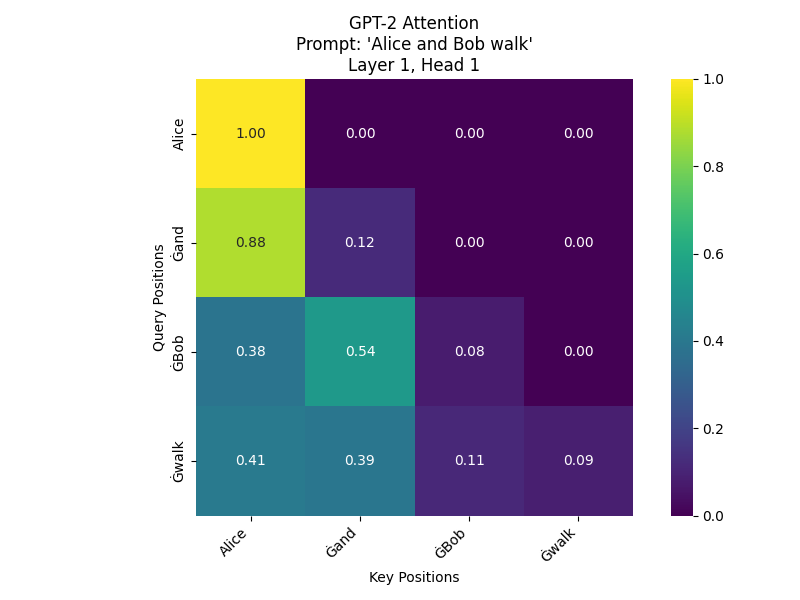 GPT-2 Attention
Prompt: 'Alice and Bob walk'
Layer 1, Head 1
Query Positions
Alice
1.00 0.00 0.00 0.00
Ġand
0.88 0.12 0.00 0.00
ĠBob
0.38 0.54 0.08 0.00
Ġwalk
0.41 0.39 0.11 0.09
Alice Ġand ĠBob Ġwalk
Key Positions
1.0
0.8
0.6
0.4
0.2
0.0